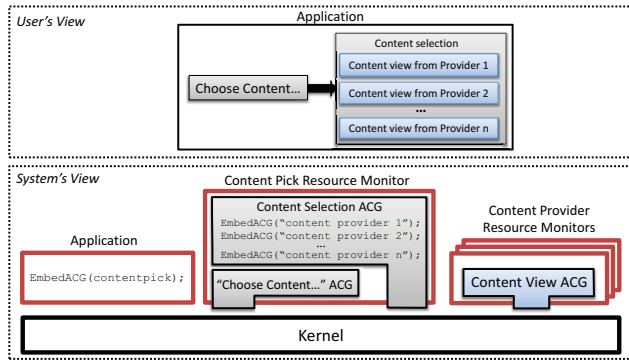 User's View
Application
Content selection
Content view from Provider 1
Choose Content…
Content view from Provider 2
…
Content view from Provider n
System's View
Content Pick Resource Monitor
Content Selection ACG
EmbedACG(“content provider 1”);
EmbedACG(“content provider 2”);
…
EmbedACG(“content provider n”);
Application
EmbedACG(contentpick);
“Choose Content…” ACG
Content Provider
Resource Monitors
Content View ACG
Kernel